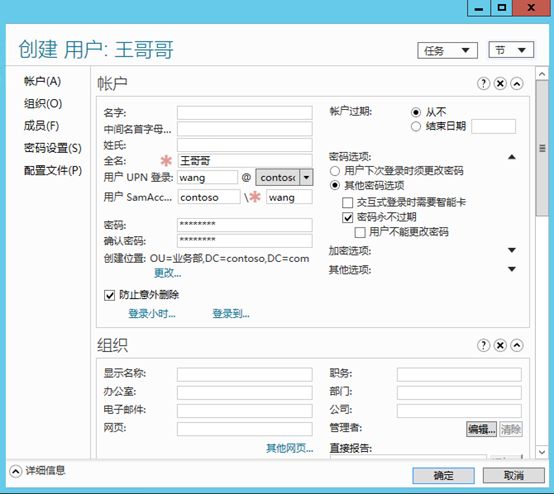 创建 用户: 王哥哥
任务
节
帐户(A)
组织(O)
成员(F)
密码设置(S)
配置文件(P)
帐户
名字:
中间名首字母...
姓氏:
全名: 王哥哥
用户 UPN 登录: wang @
用户 SamAcc... contoso \ wang
密码: ********
确认密码: ********
创建位置: OU=业务部,DC=contoso,DC=com
更改...
防止意外删除
登录小时... 登录到...
帐户过期: 从不
结束日期
密码选项:
用户下次登录时须更改密码
其他密码选项
交互式登录时需要智能卡
密码永不过期
用户不能更改密码
加密选项:
其他选项:
组织
显示名称:
办公室:
电子邮件:
网页:
其他网页...
职务:
部门:
公司:
管理者: 编辑... 清除
直接报告:
详细信息
确定 取消